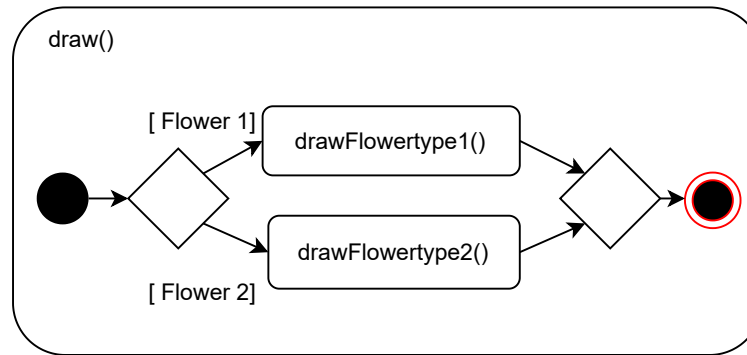 draw()
[ Flower 1]
drawFlowertype1()
drawFlowertype2()
[ Flower 2]